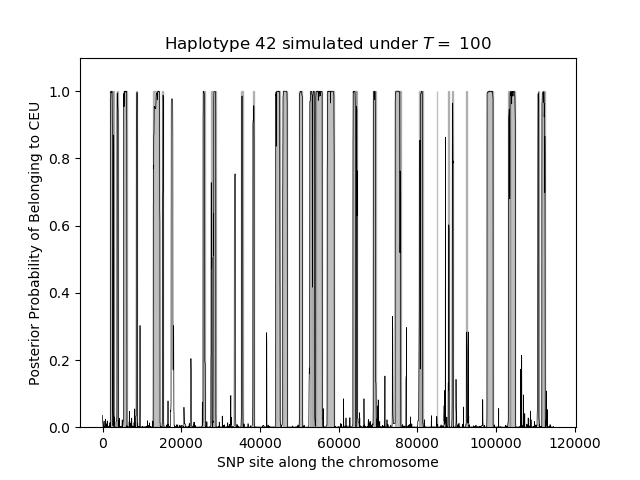 Haplotype 42 simulated under T = 100
1.0
0.8
0.6
0.4
0.2
0.0
Posterior Probability of Belonging to CEU
0 20000 40000 60000 80000 100000 120000
SNP site along the chromosome